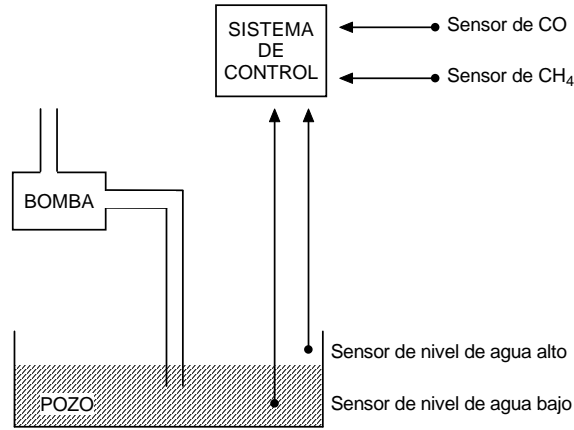 SISTEMA
DE
CONTROL
Sensor de CO
Sensor de CH₄
BOMBA
Sensor de nivel de agua alto
POZO
Sensor de nivel de agua bajo